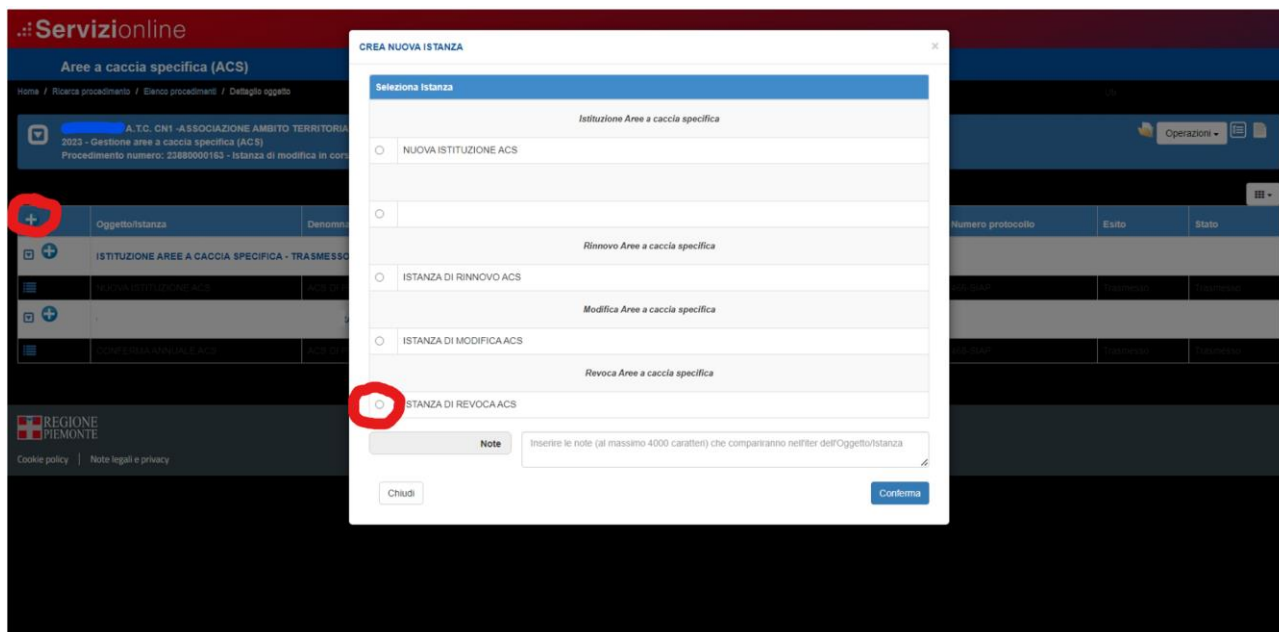 .::Servizionline
Aree a caccia specifica (ACS)
Home / Ricerca procedimento / Elenco procedimenti / Dettaglio oggetto
A.T.C. CN1 -ASSOCIAZIONE AMBITO TERRITORIA
2023 - Gestione aree a caccia specifica (ACS)
Procedimento numero: 23880000163 - Istanza di modifica in cors
Operazioni
Oggetto/Istanza
Numero protocollo Esito Stato
ISTITUZIONE AREE A CACCIA SPECIFICA - TRASMESSO
NUOVA ISTITUZIONE ACS
Trasmesso
CONFERMA ANNUALE ACS
Trasmesso
REGIONE
PIEMONTE
Cookie policy | Note legali e privacy
CREA NUOVA ISTANZA
×
Seleziona Istanza
Istituzione Aree a caccia specifica
NUOVA ISTITUZIONE ACS
Rinnovo Aree a caccia specifica
ISTANZA DI RINNOVO ACS
Modifica Aree a caccia specifica
ISTANZA DI MODIFICA ACS
Revoca Aree a caccia specifica
STANZA DI REVOCA ACS
Note
Inserire le note (al massimo 4000 caratteri) che compariranno nell'iter dell'Oggetto/Istanza
Chiudi
Conferma